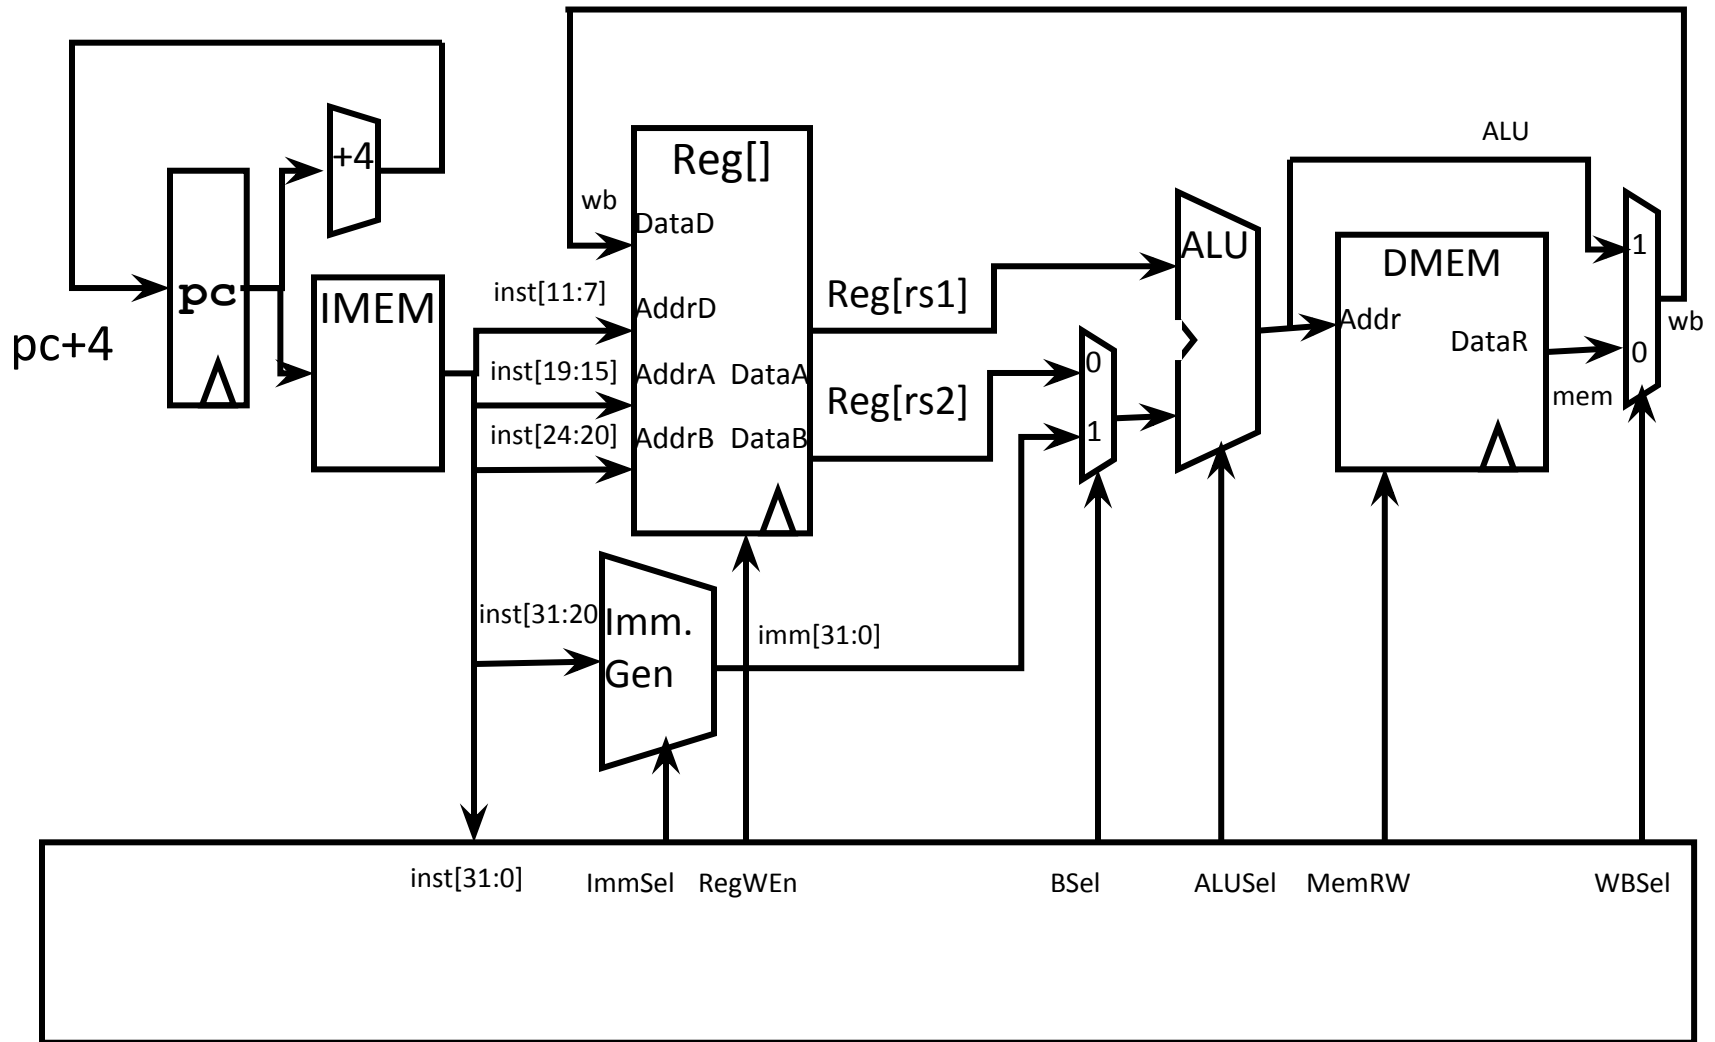 ALU
+4
Reg[]
wb
DataD
ALU
1
DMEM
pc
IMEM
inst[11:7]
AddrD
Reg[rs1]
Addr
wb
pc+4
DataR
0
inst[19:15]
AddrA
DataA
0
Reg[rs2]
mem
inst[24:20]
AddrB
DataB
1
inst[31:20
Imm.
Gen
imm[31:0]
inst[31:0]
ImmSel
RegWEn
BSel
ALUSel
MemRW
WBSel